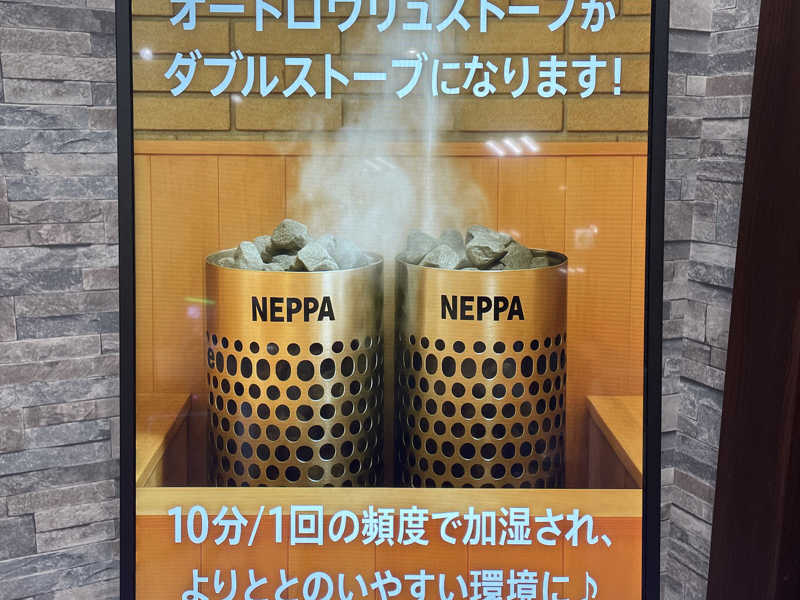 オートロウリュストーブが
ダブルストーブになります!
NEPPA
NEPPA
10分/1回の頻度で加湿され、
よりととのいやすい環境に♪